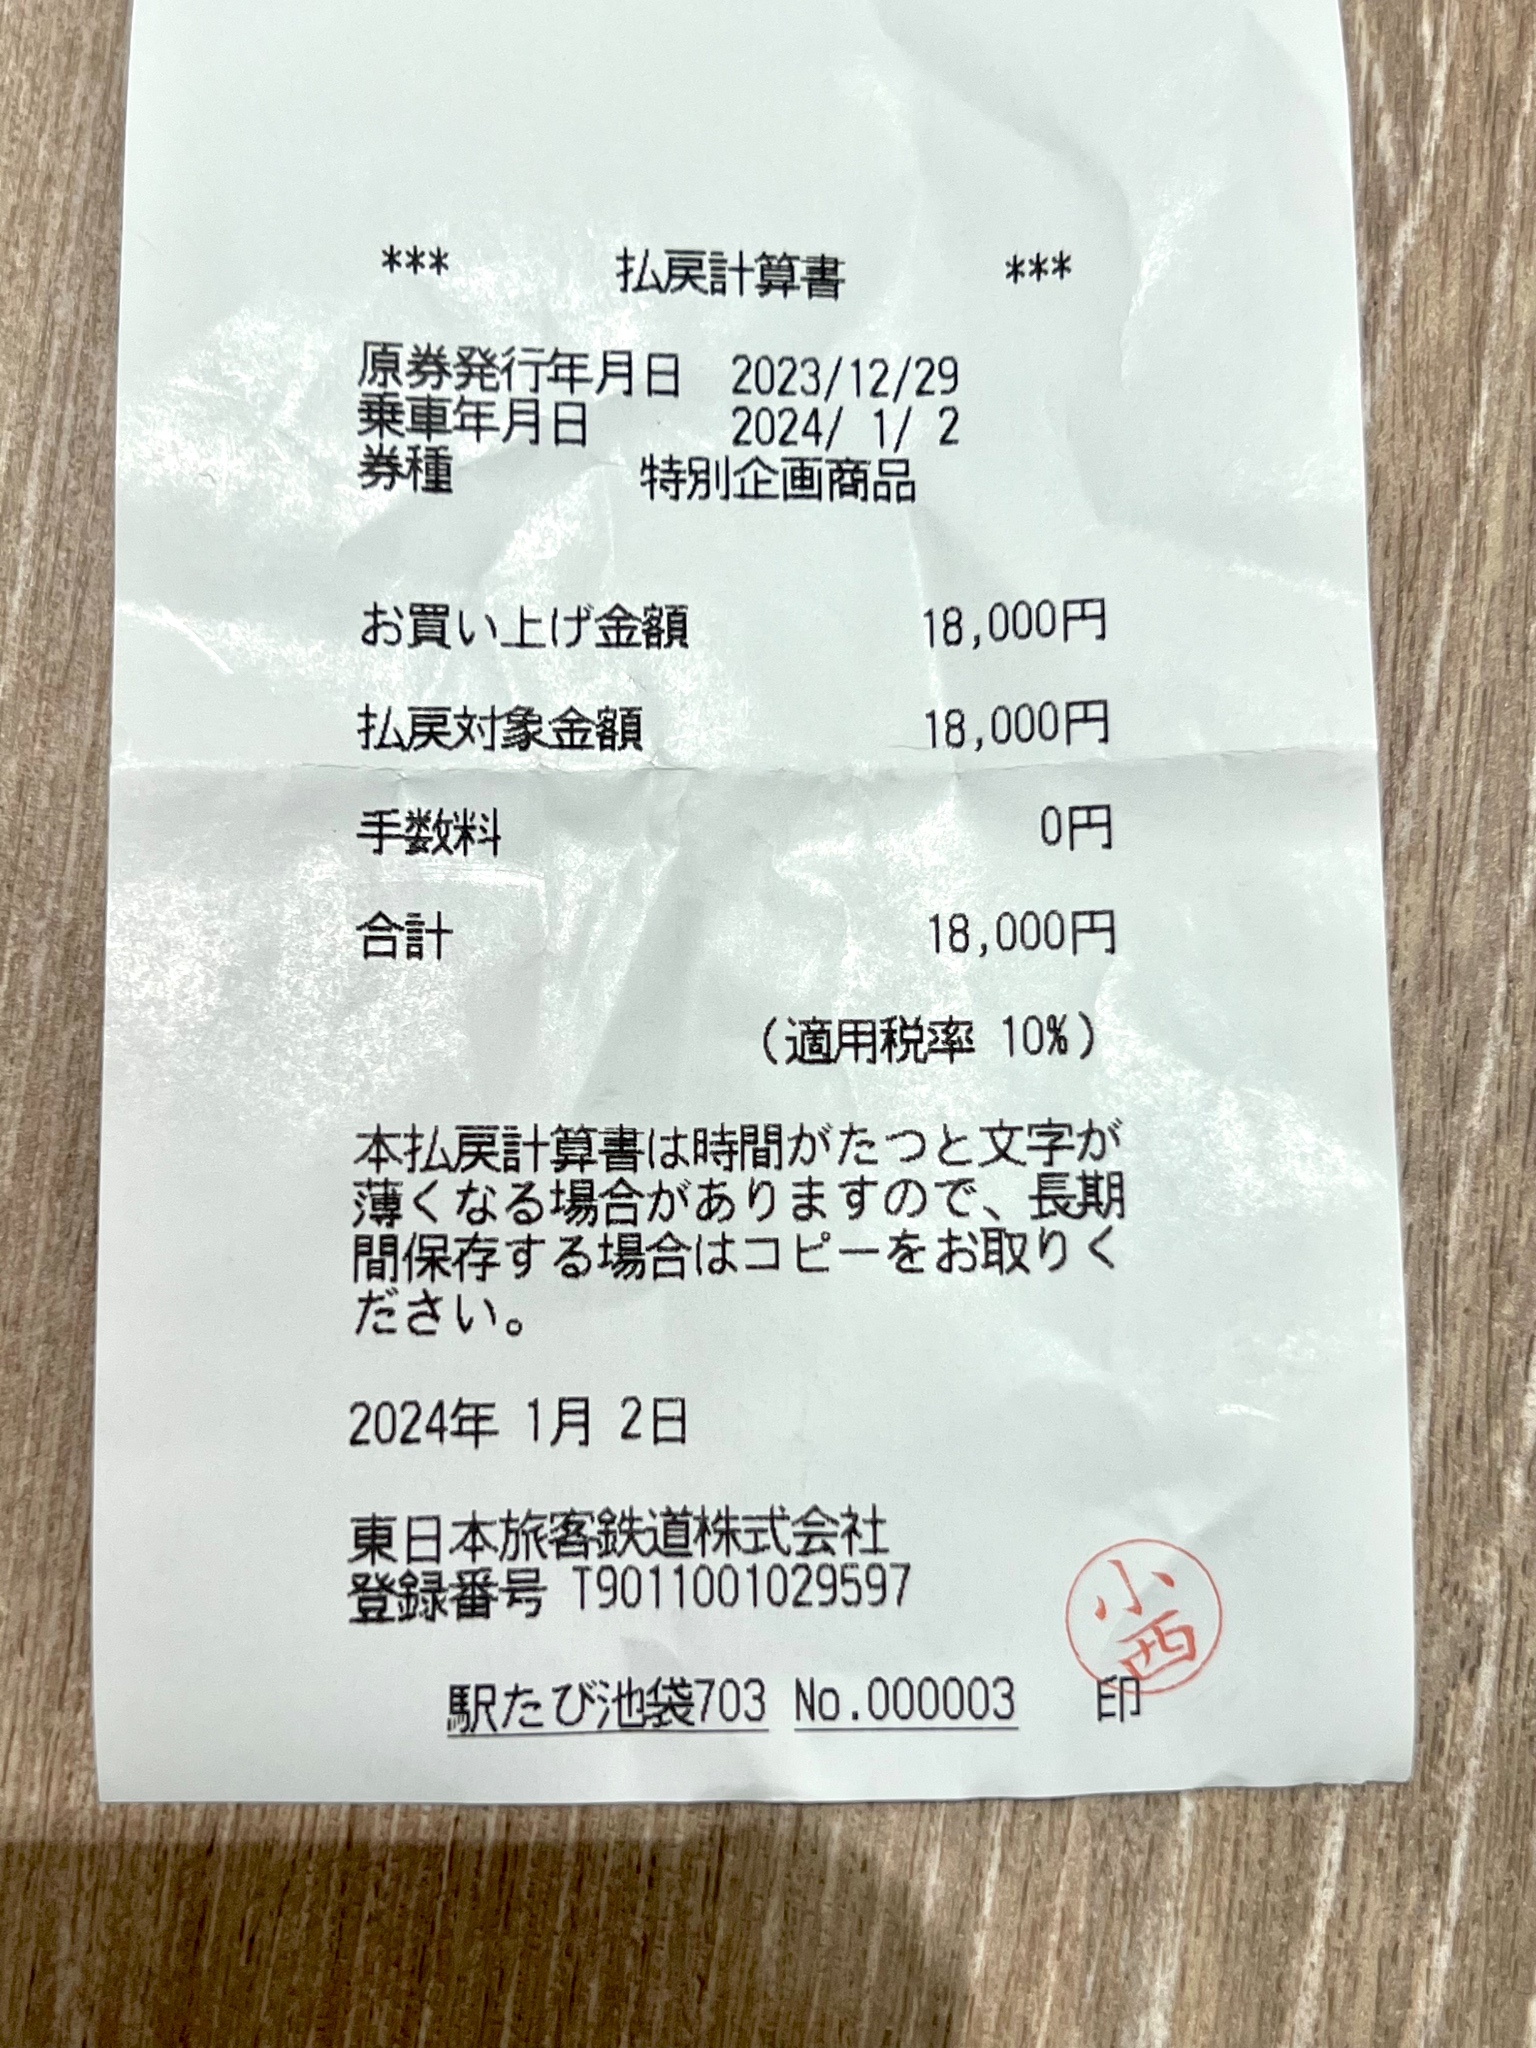 *** 払戻計算書 ***
原券発行年月日 2023/12/29
乗車年月日 2024/ 1/ 2
券種 特別企画商品
お買い上げ金額 18,000円
払戻対象金額 18,000円
手数料 0円
合計 18,000円
(適用税率 10%)
本払戻計算書は時間がたつと文字が
薄くなる場合がありますので、長期
間保存する場合はコピーをお取りく
ださい。
2024年 1月 2日
東日本旅客鉄道株式会社
登録番号 T9011001029597
小西
駅たび池袋703 No.000003 印